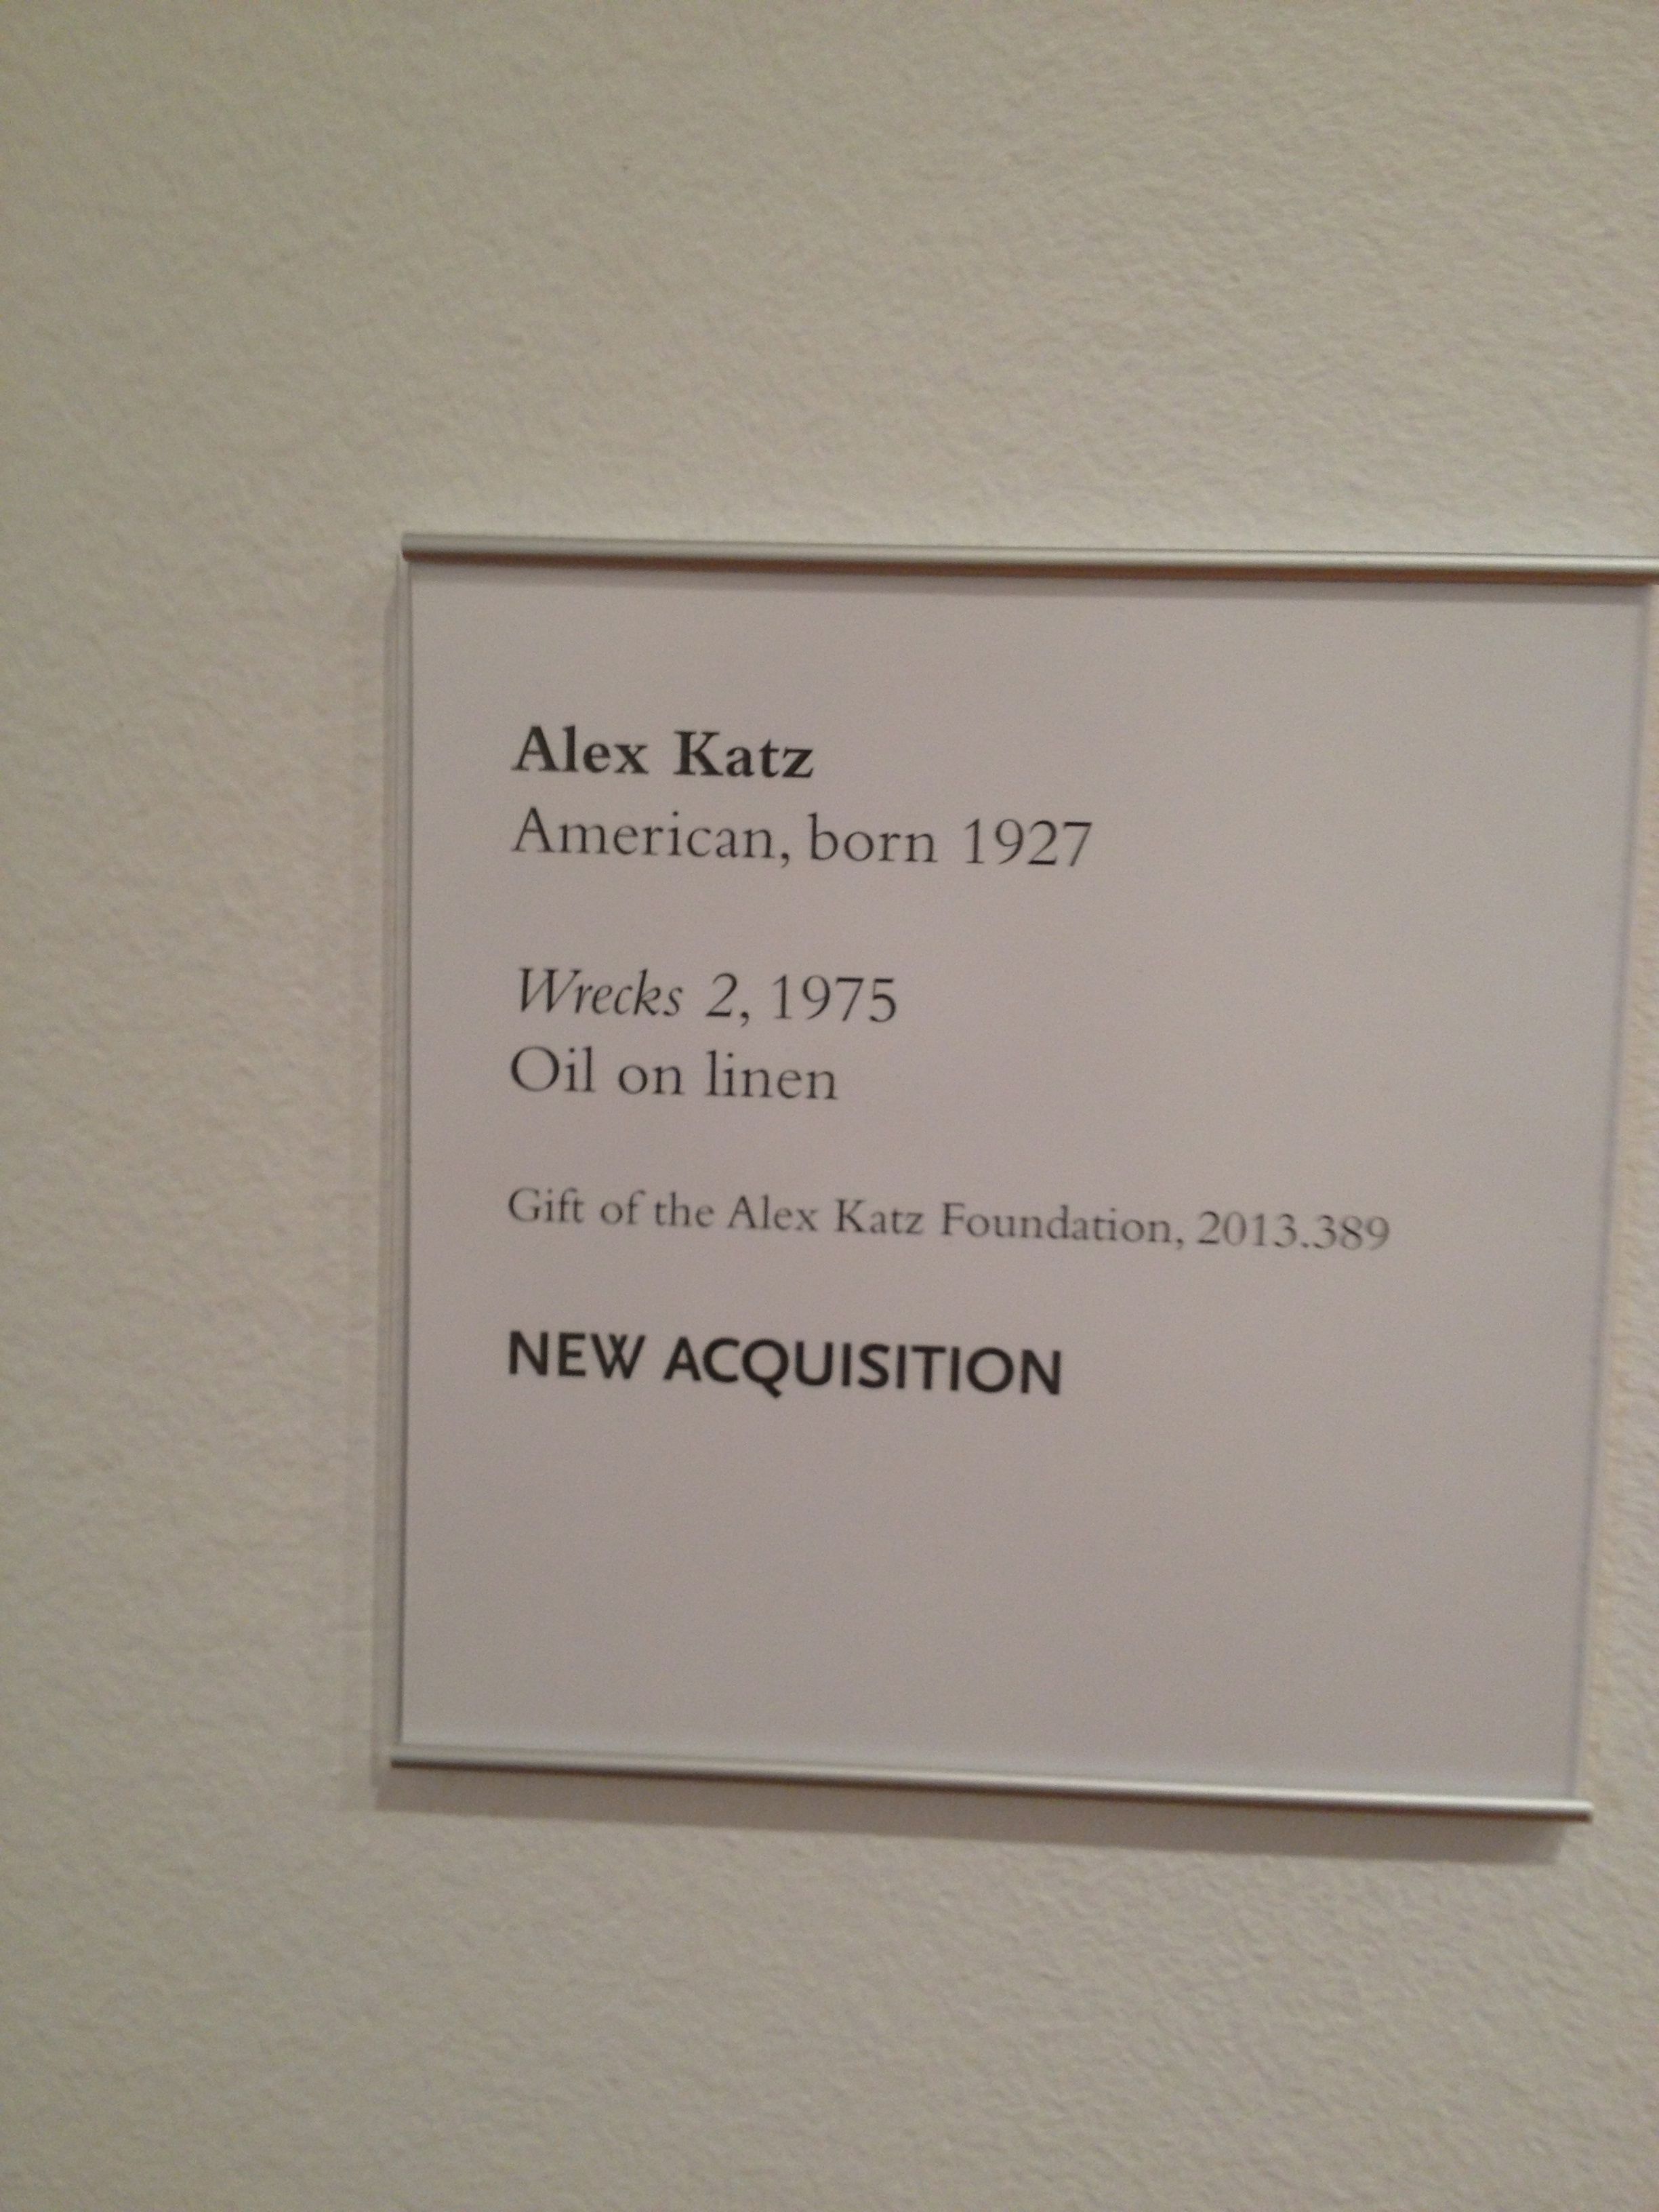 Alex Katz
American, born 1927
Wrecks 2, 1975
Oil on linen
Gift of the Alex Katz Foundation, 2013.389
NEW ACQUISITION